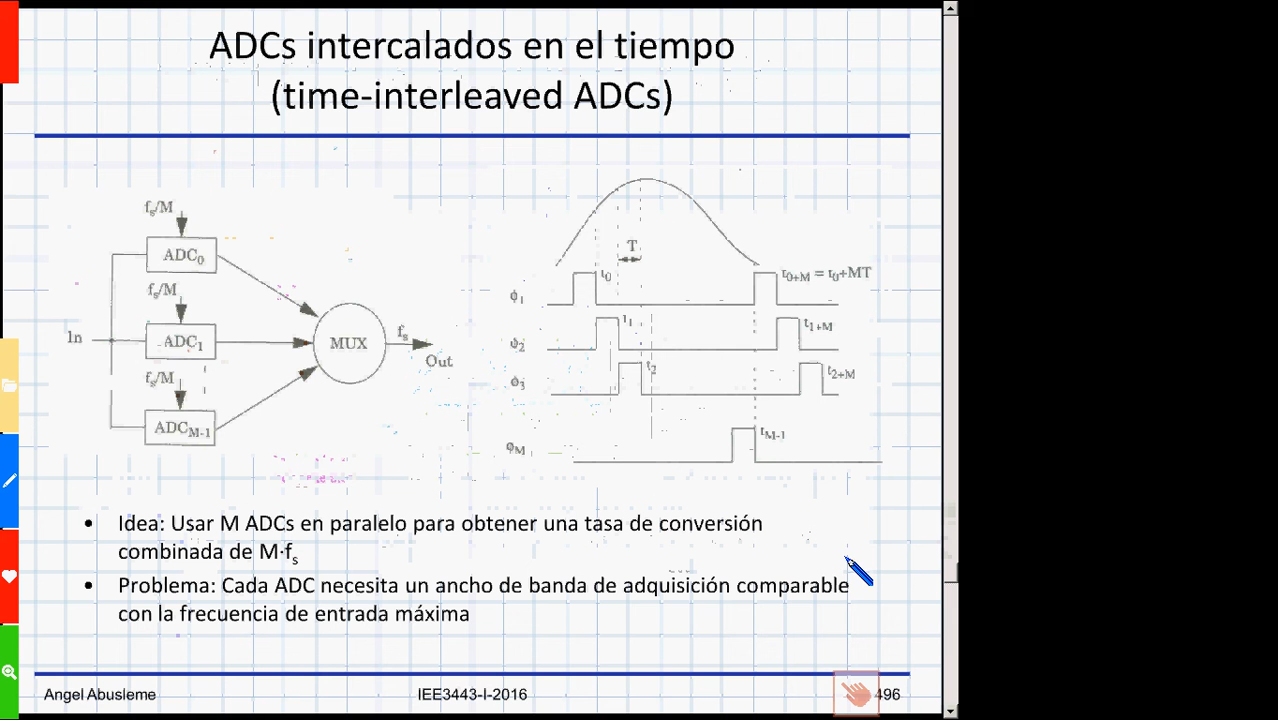 ADCs intercalados en el tiempo
(time-interleaved ADCs)
fs/M
ADC0
fs/M
In
ADC1
fs/M
ADCM-1
MUX
fs
Out
T
ϕ1
t0
t0+M = t0+MT
ϕ2
t1
t1+M
ϕ3
t2
t2+M
ϕM
tM-1
• Idea: Usar M ADCs en paralelo para obtener una tasa de conversión
combinada de M·fs
• Problema: Cada ADC necesita un ancho de banda de adquisición comparable
con la frecuencia de entrada máxima
Angel Abusleme
IEE3443-I-2016
496